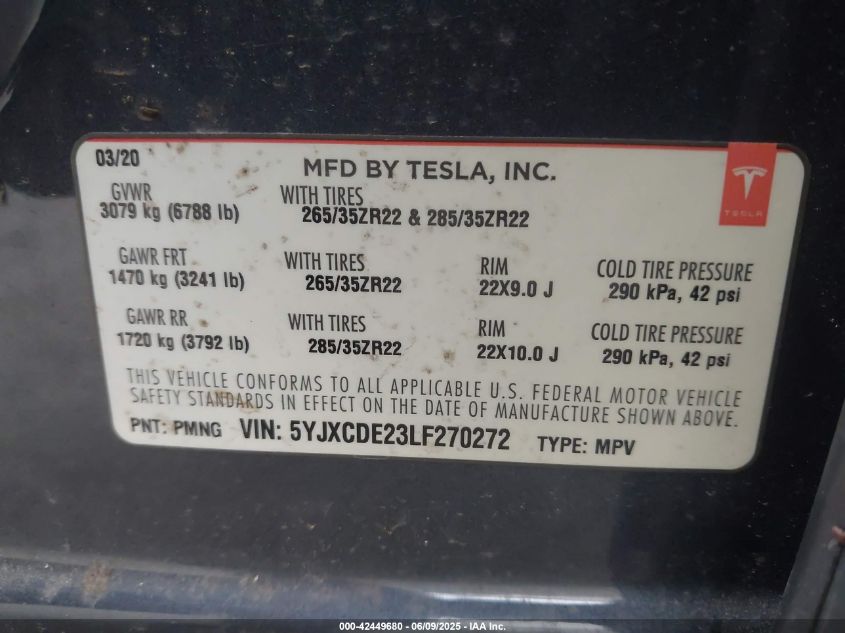 03/20
MFD BY TESLA, INC.
TESLA
GVWR WITH TIRES
3079 kg (6788 lb) 265/35ZR22 & 285/35ZR22
GAWR FRT WITH TIRES RIM COLD TIRE PRESSURE
1470 kg (3241 lb) 265/35ZR22 22X9.0 J 290 kPa, 42 psi
GAWR RR WITH TIRES RIM COLD TIRE PRESSURE
1720 kg (3792 lb) 285/35ZR22 22X10.0 J 290 kPa, 42 psi
THIS VEHICLE CONFORMS TO ALL APPLICABLE U.S. FEDERAL MOTOR VEHICLE
SAFETY STANDARDS IN EFFECT ON THE DATE OF MANUFACTURE SHOWN ABOVE.
PNT: PMNG VIN: 5YJXCDE23LF270272 TYPE: MPV
000-42449680 - 06/09/2025 - IAA Inc.